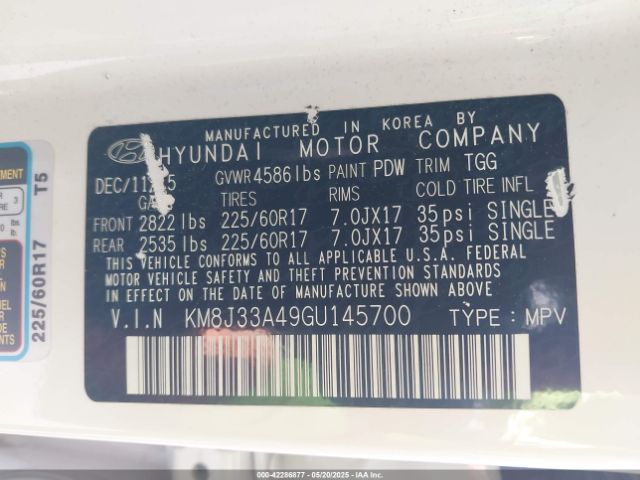 MANUFACTURED IN KOREA BY
HYUNDAI MOTOR COMPANY
GVWR 4586 lbs PAINT PDW TRIM TGG
TIRES RIMS COLD TIRE INFL
FRONT 2822 lbs 225/60R17 7.0JX17 35psi SINGLE
REAR 2535 lbs 225/60R17 7.0JX17 35psi SINGLE
THIS VEHICLE CONFORMS TO ALL APPLICABLE U.S.A. FEDERAL
MOTOR VEHICLE SAFETY AND THEFT PREVENTION STANDARDS
IN EFFECT ON THE DATE OF MANUFACTURE SHOWN ABOVE
V.I.N KM8J33A49GU145700 TYPE: MPV
225/60R17 T5
000-42286877 - 05/20/2025 - IAAI Copart